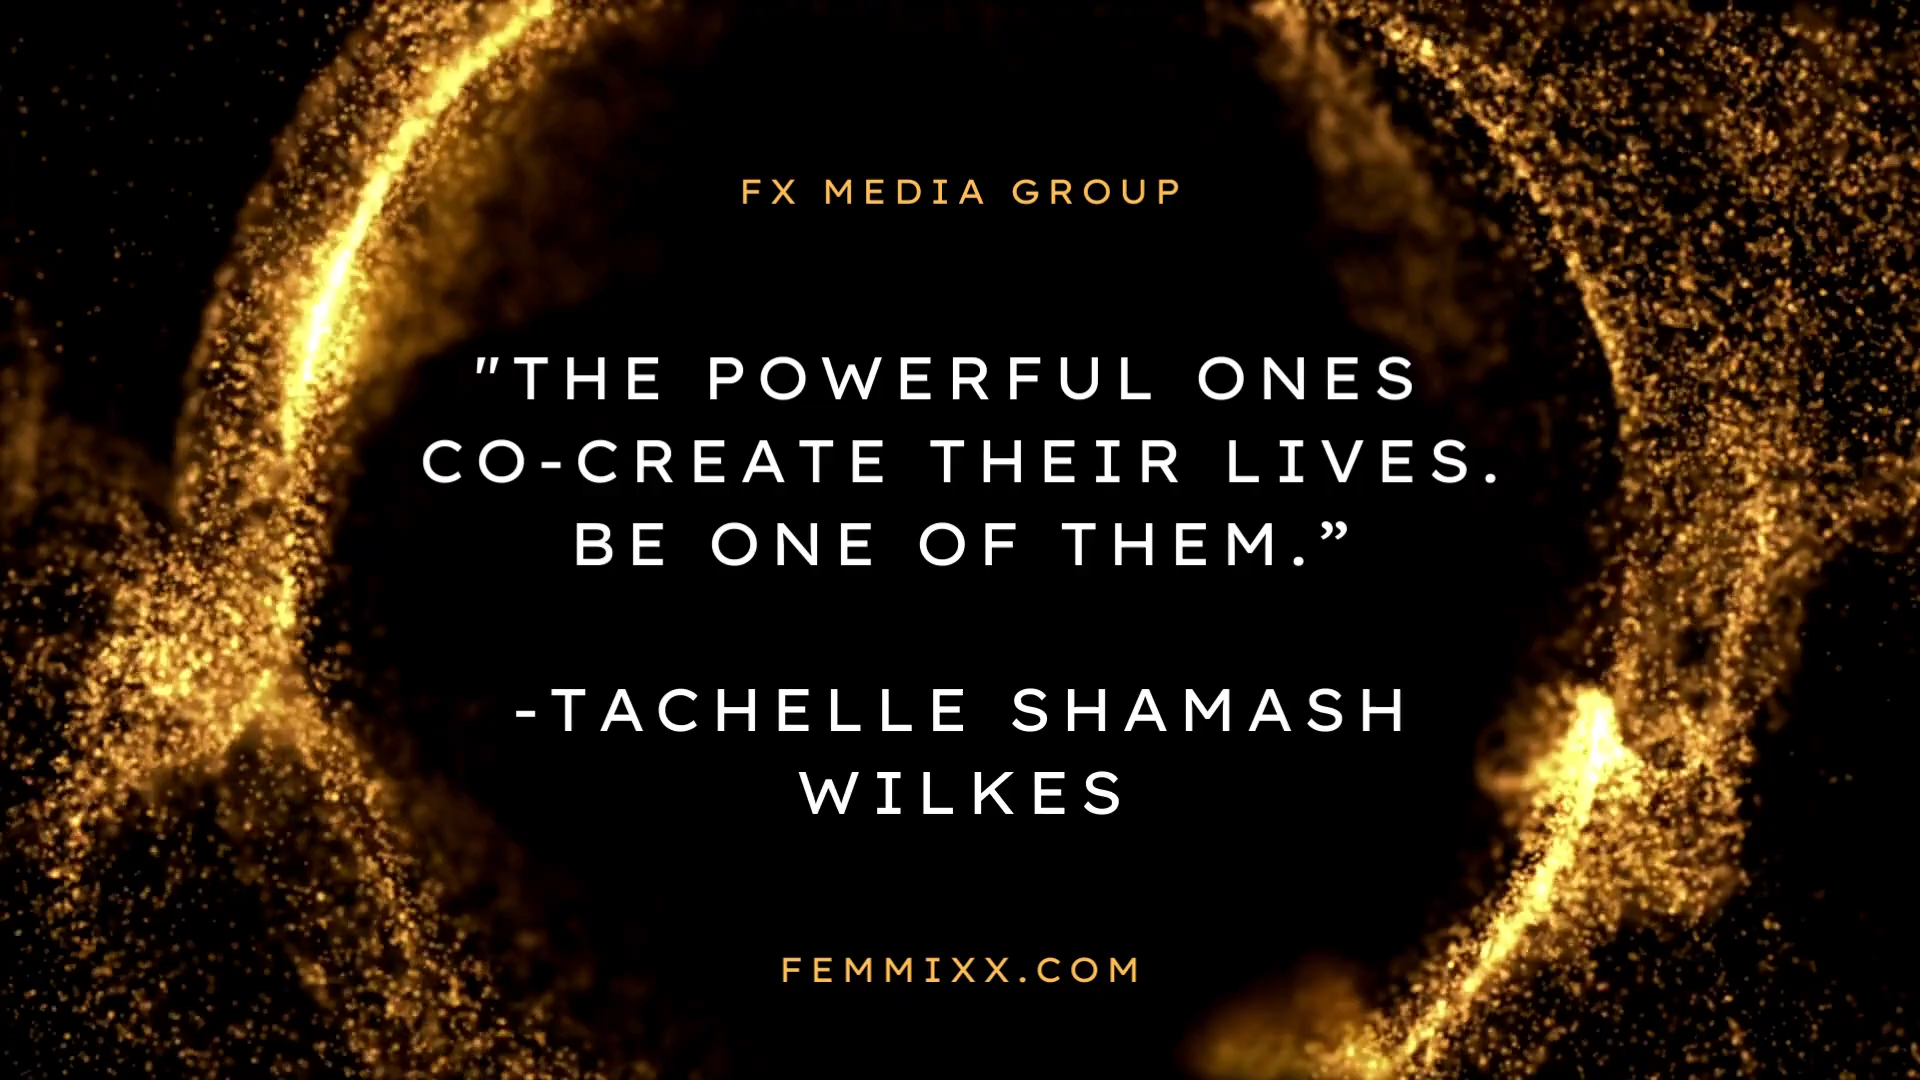 FX MEDIA GROUP
"THE POWERFUL ONES
CO-CREATE THEIR LIVES.
BE ONE OF THEM.”
-TACHELLE SHAMASH
WILKES
FEMMIXX.COM